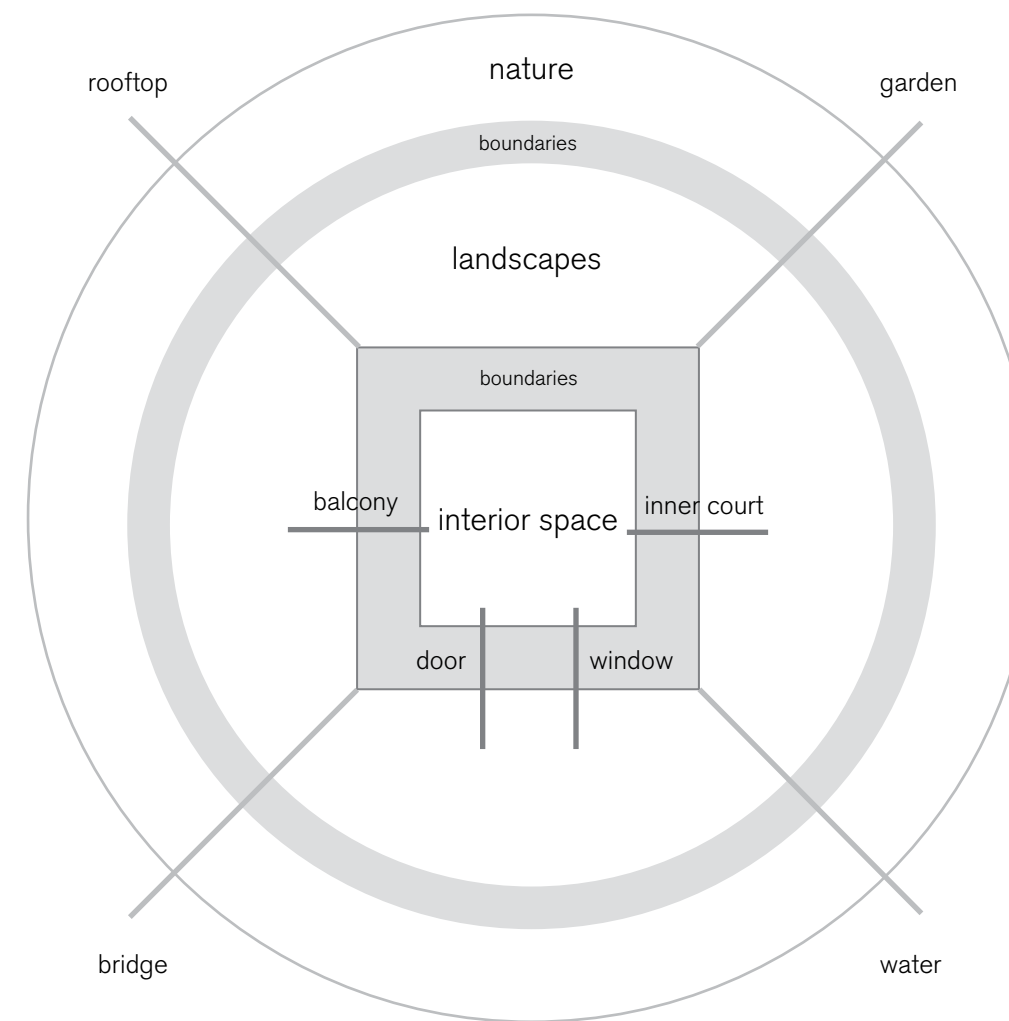 nature
rooftop
garden
boundaries
landscapes
boundaries
balcony
inner court
interior space
door
window
bridge
water